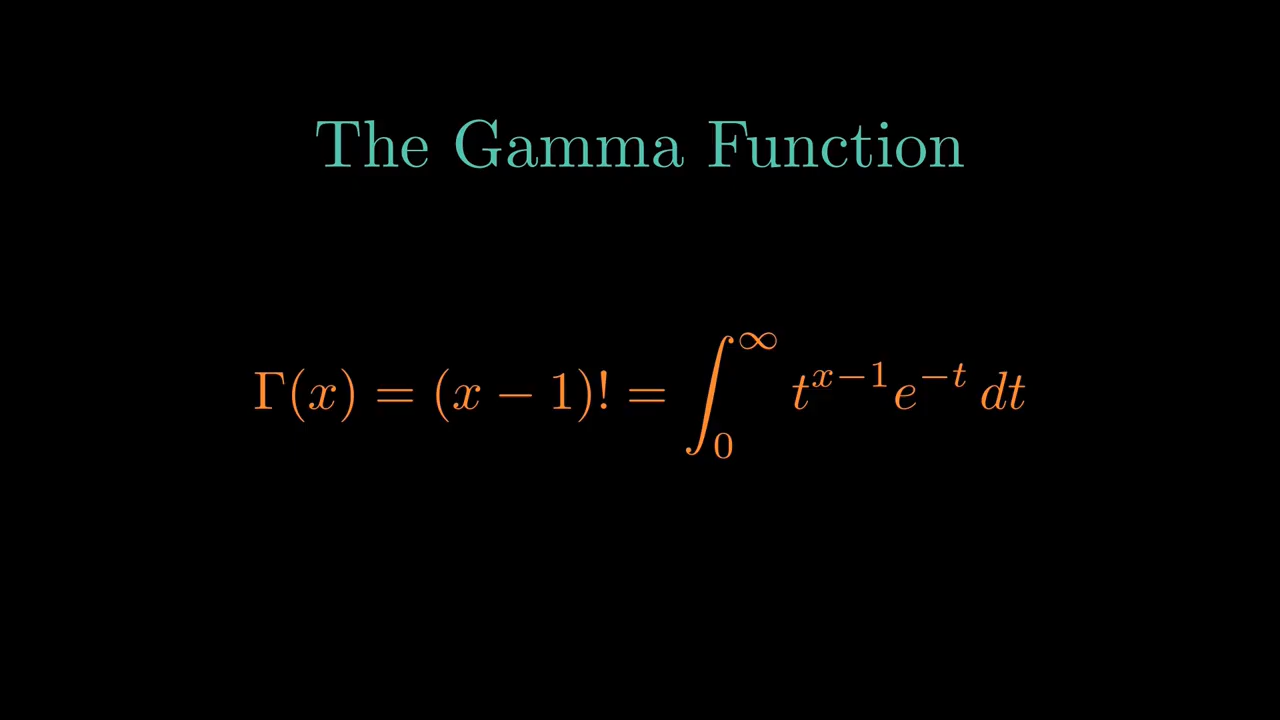 The Gamma Function
Γ(x) = (x − 1)! = ∫₀^∞ t^{x−1} e^{−t} dt